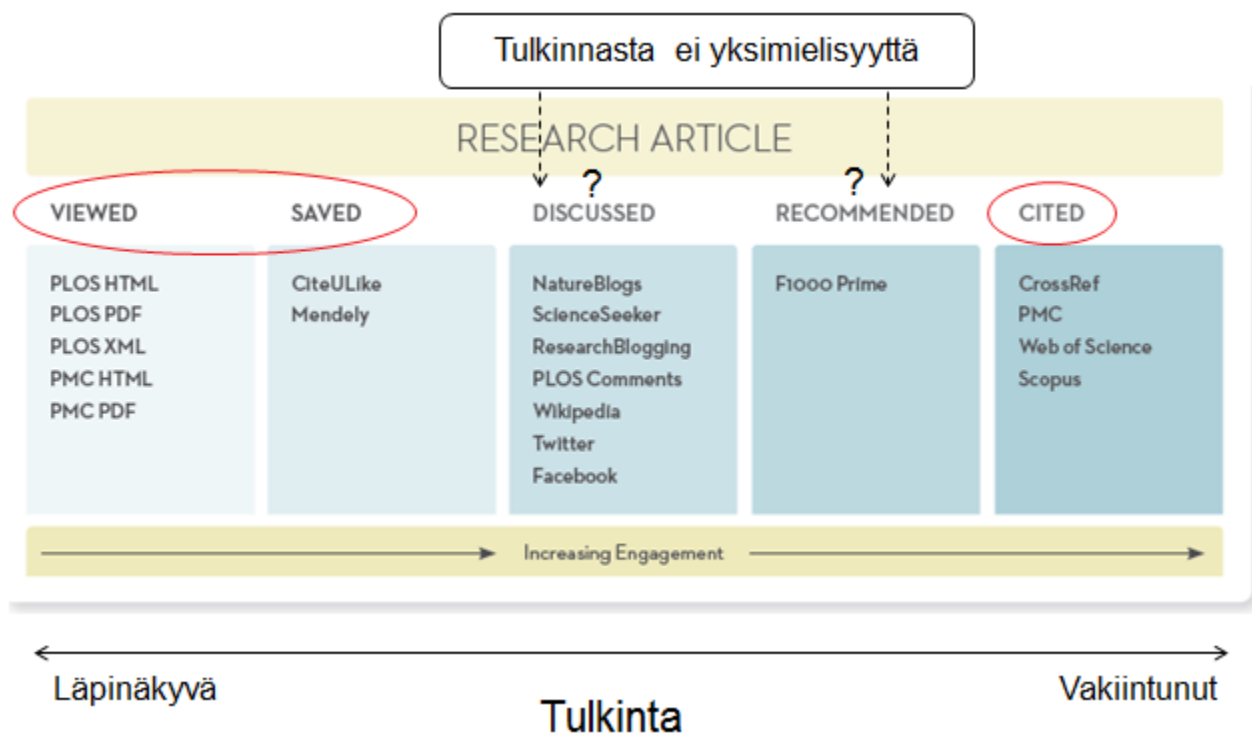 Tulkinnasta ei yksimielisyyttä
RESEARCH ARTICLE
? ?
VIEWED SAVED DISCUSSED RECOMMENDED CITED
PLOS HTML
PLOS PDF
PLOS XML
PMC HTML
PMC PDF
CiteULike
Mendely
NatureBlogs
ScienceSeeker
ResearchBlogging
PLOS Comments
Wikipedia
Twitter
Facebook
F1000 Prime
CrossRef
PMC
Web of Science
Scopus
Increasing Engagement
Läpinäkyvä Vakiintunut
Tulkinta